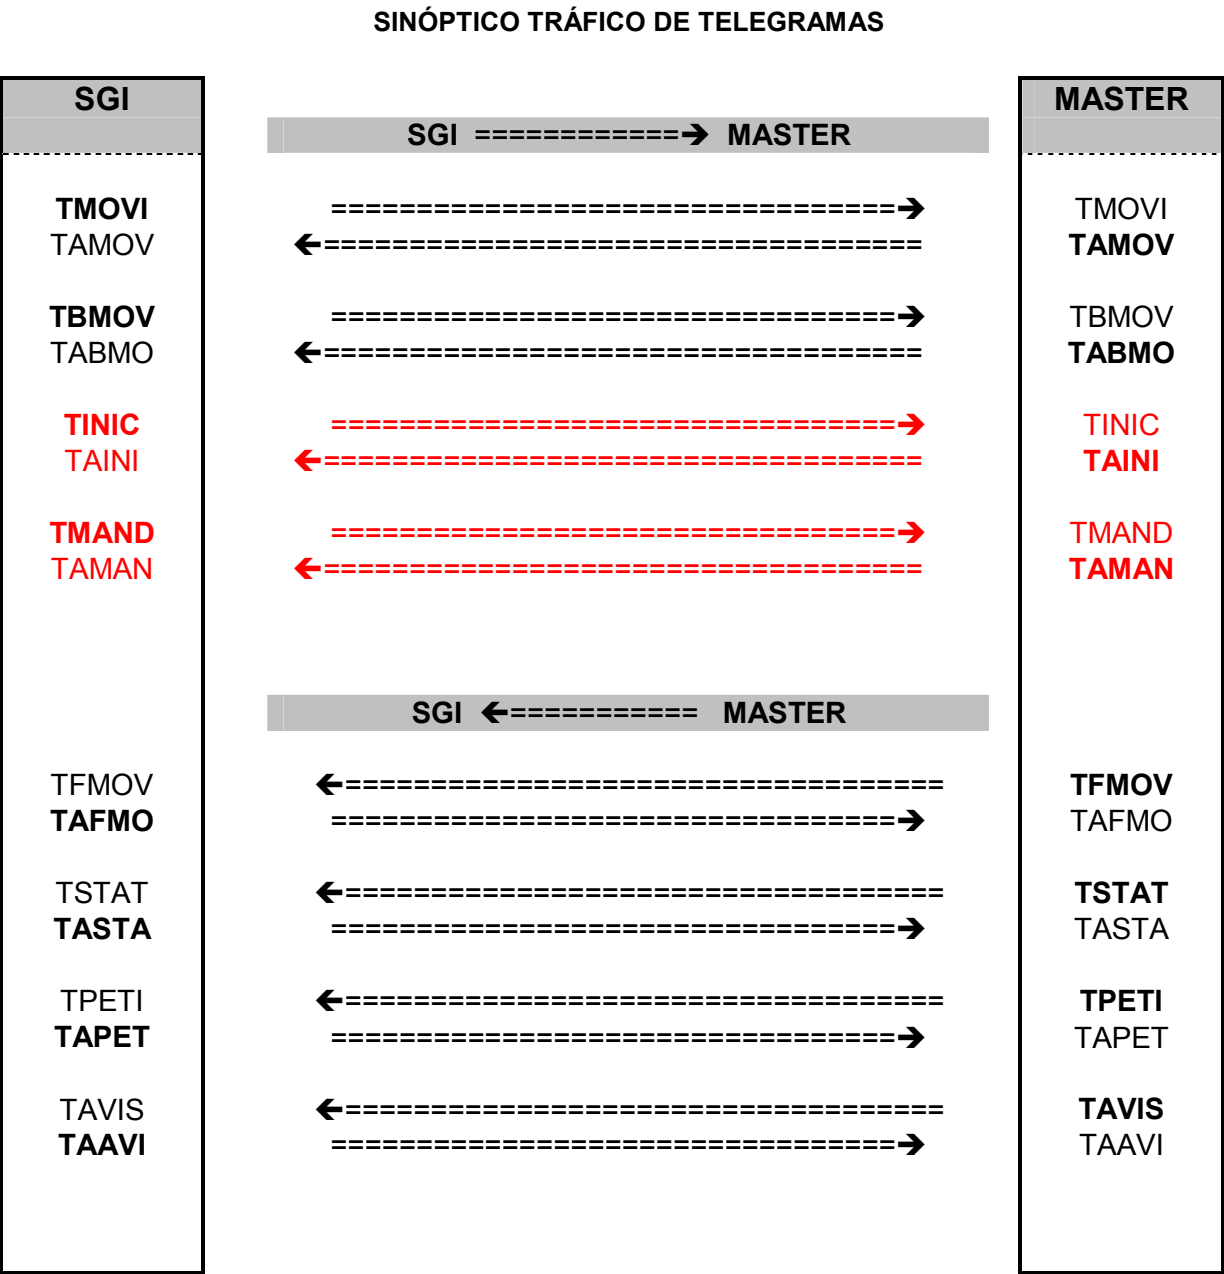 SINÓPTICO TRÁFICO DE TELEGRAMAS
SGI MASTER
SGI ============🡪 MASTER
TMOVI =================================🡪 TMOVI
TAMOV 🡨=================================== TAMOV
TBMOV =================================🡪 TBMOV
TABMO 🡨=================================== TABMO
TINIC =================================🡪 TINIC
TAINI 🡨=================================== TAINI
TMAND =================================🡪 TMAND
TAMAN 🡨=================================== TAMAN
SGI 🡨=========== MASTER
TFMOV 🡨=================================== TFMOV
TAFMO =================================🡪 TAFMO
TSTAT 🡨=================================== TSTAT
TASTA =================================🡪 TASTA
TPETI 🡨=================================== TPETI
TAPET =================================🡪 TAPET
TAVIS 🡨=================================== TAVIS
TAAVI =================================🡪 TAAVI